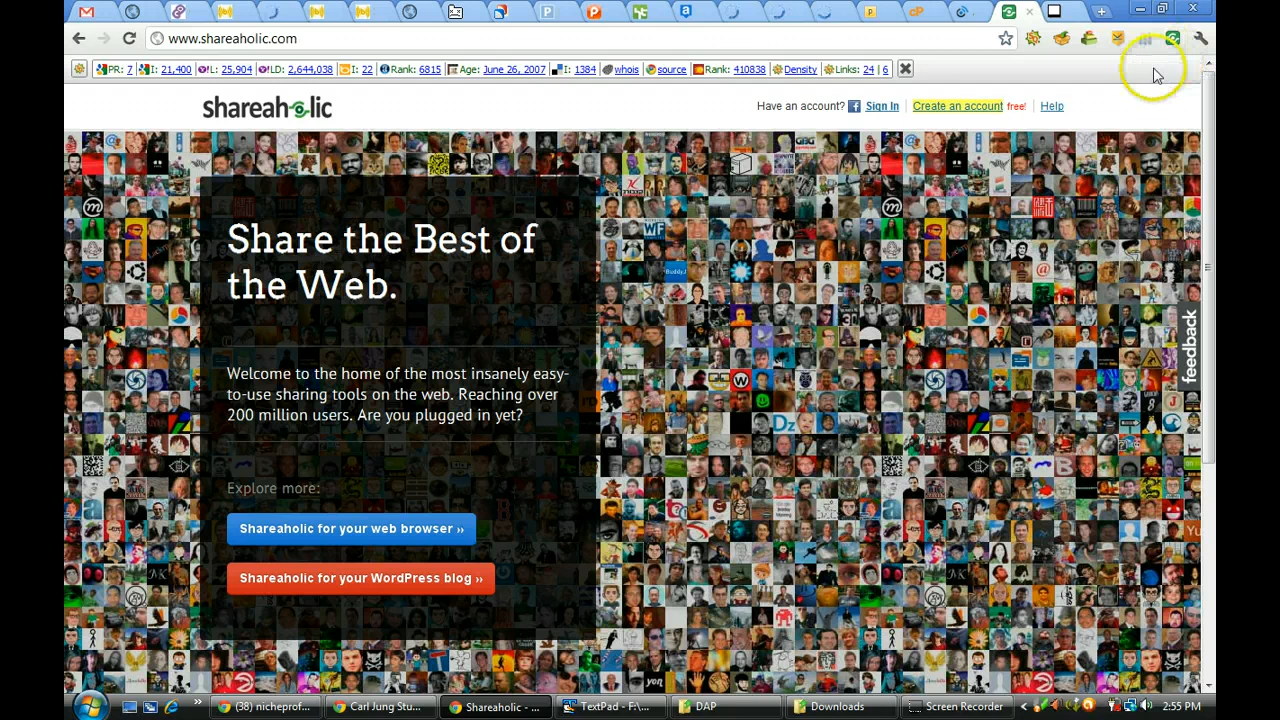 www.shareaholic.com
PR: 7 I: 21,400 L: 25,904 LD: 2,644,038 I: 22 Rank: 6815 Age: June 26, 2007 I: 1384 whois source Rank: 410838 Density Links: 24 | 6
shareaholic
Have an account? Sign In Create an account free! Help
Share the Best of
the Web.
Welcome to the home of the most insanely easy-
to-use sharing tools on the web. Reaching over
200 million users. Are you plugged in yet?
Explore more:
Shareaholic for your web browser ››
Shareaholic for your WordPress blog ››
feedback
(38) nicheprof... Carl Jung Stu... Shareaholic - ... TextPad - F:\... DAP Downloads Screen Recorder 2:55 PM